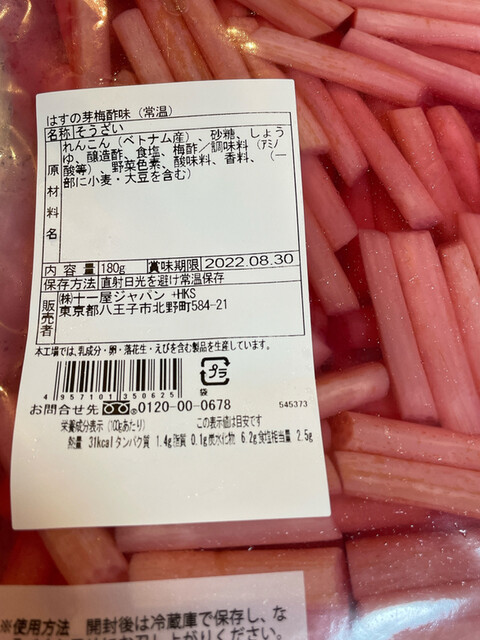 はすの芽梅酢味（常温）
名称 そうざい
原材料名 れんこん（ベトナム産）、砂糖、しょう
ゆ、醸造酢、食塩、梅酢／調味料（アミノ
酸等）、野菜色素、酸味料、香料、（一
部に小麦・大豆を含む）
内容量 180g 賞味期限 2022.08.30
保存方法 直射日光を避け常温保存
販売者 ㈱十一屋ジャパン +HKS
東京都八王子市北野町584-21
本工場では、乳成分・卵・落花生・えびを含む製品を生産しています。
4 957101 350625
プラ
袋
お問合せ先 0120-00-0678 545373
栄養成分表示（100gあたり） この表示値は目安です
熱量 31kcal タンパク質 1.4g 脂質 0.1g 炭水化物 6.2g 食塩相当量 2.5g
※使用方法 開封後は冷蔵庫で保存し、な